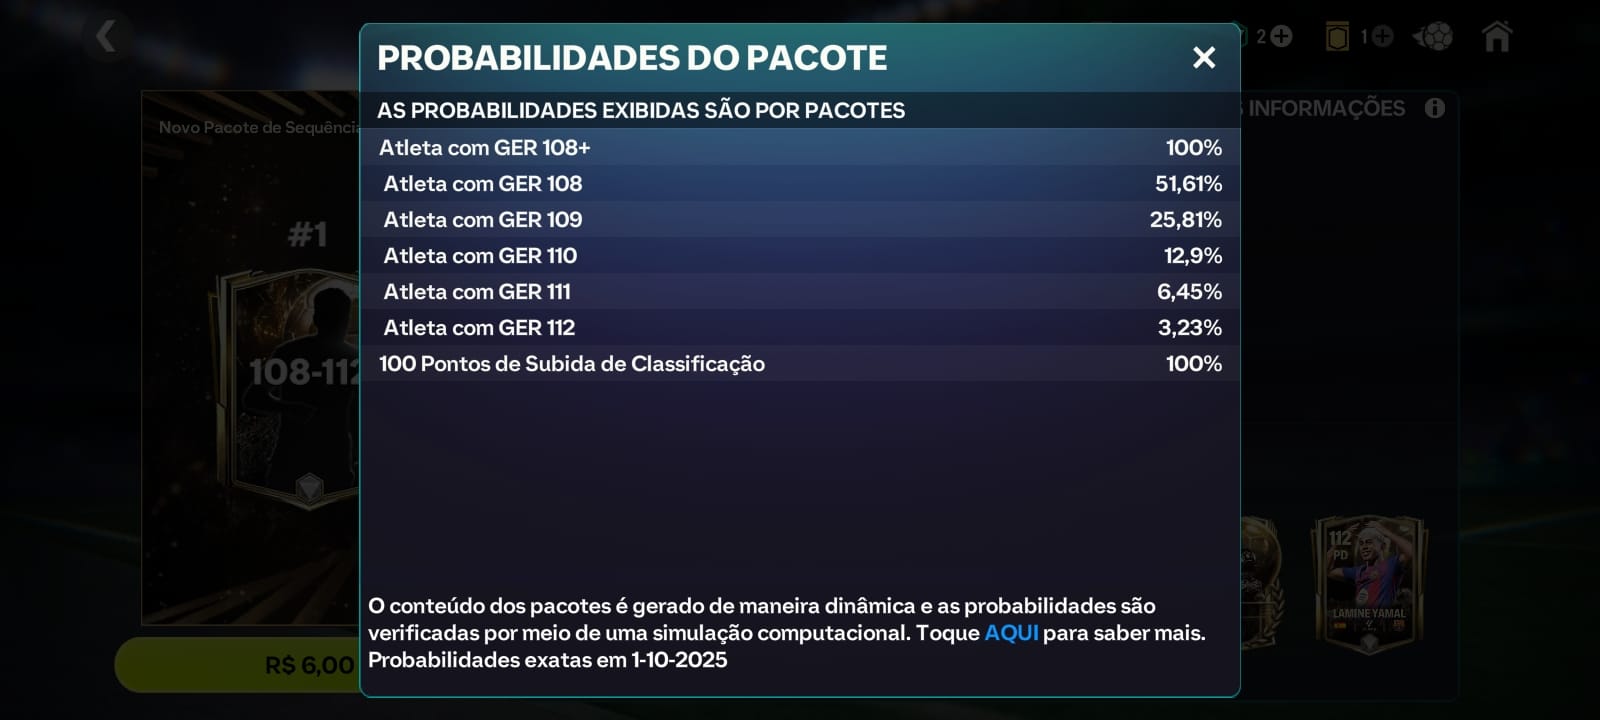 2
1
PROBABILIDADES DO PACOTE
AS PROBABILIDADES EXIBIDAS SÃO POR PACOTES
INFORMAÇÕES
Novo Pacote de Sequência
Atleta com GER 108+ 100%
Atleta com GER 108 51,61%
Atleta com GER 109 25,81%
#1
Atleta com GER 110 12,9%
Atleta com GER 111 6,45%
Atleta com GER 112 3,23%
108-112
100 Pontos de Subida de Classificação 100%
112
PD
LAMINE YAMAL
O conteúdo dos pacotes é gerado de maneira dinâmica e as probabilidades são
verificadas por meio de uma simulação computacional. Toque AQUI para saber mais.
Probabilidades exatas em 1-10-2025
R$ 6,00